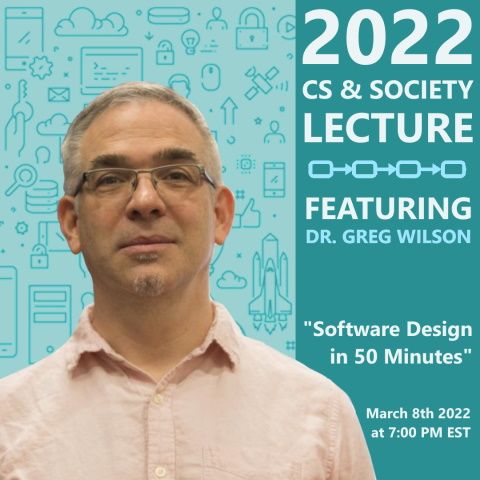 2022
CS & SOCIETY
LECTURE
FEATURING
DR. GREG WILSON
"Software Design
in 50 Minutes"
March 8th 2022
at 7:00 PM EST